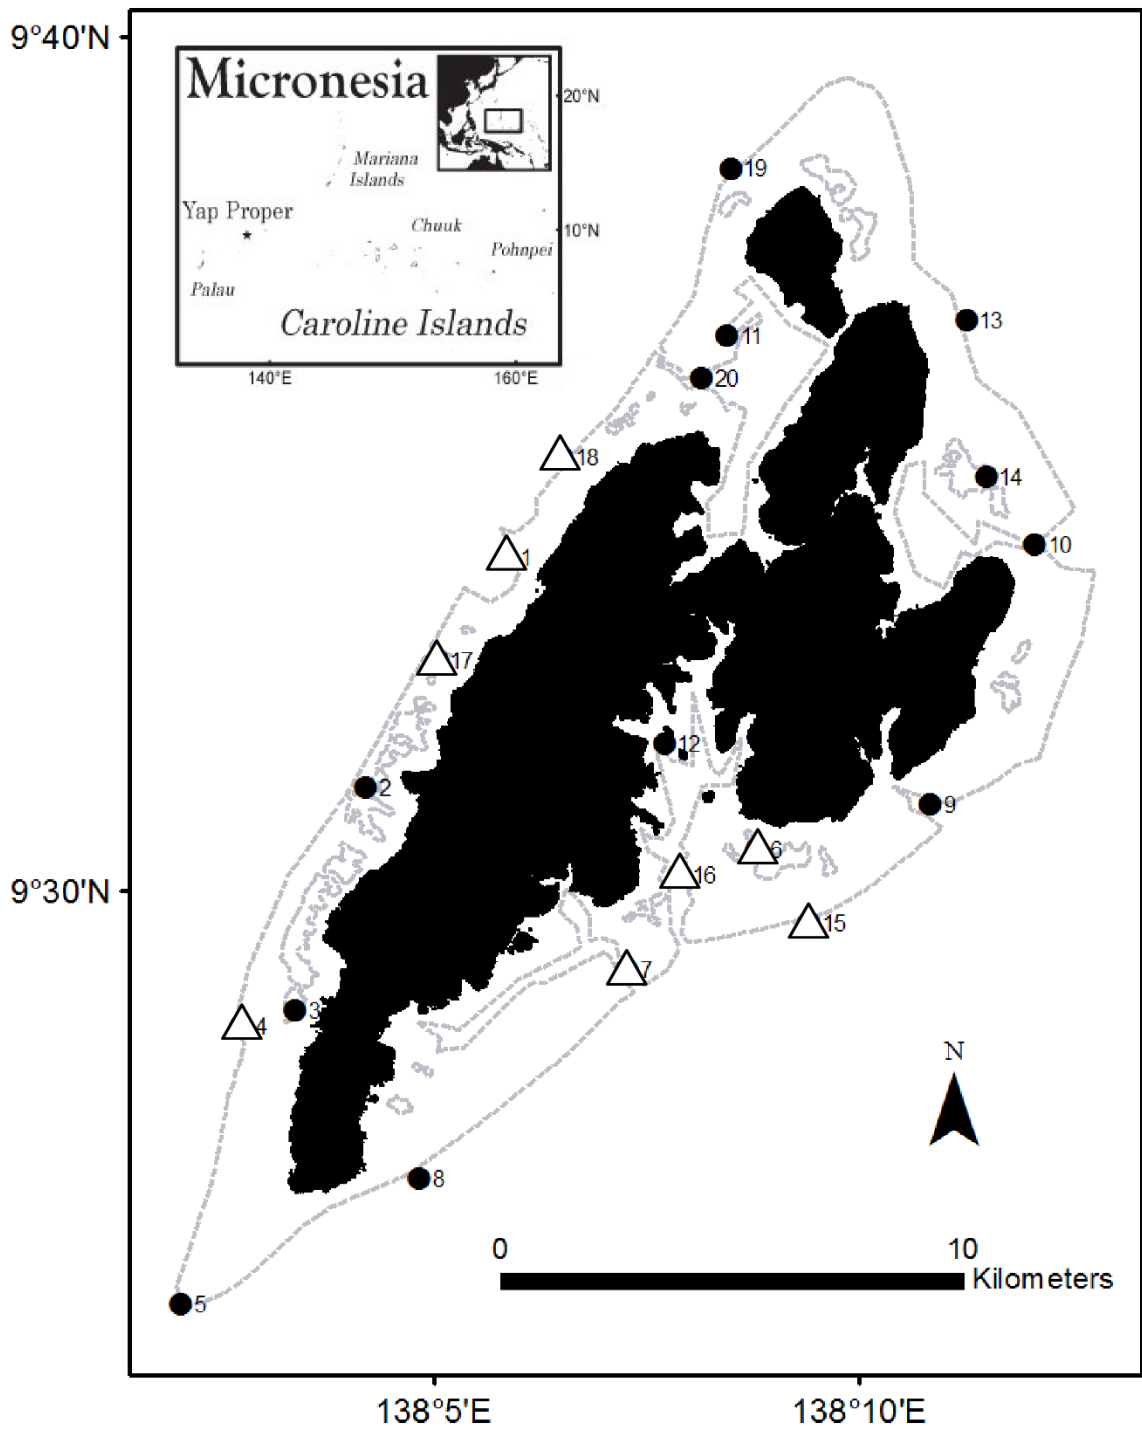 9°40'N
Micronesia
20°N
Mariana
Islands
Yap Proper
Chuuk
10°N
Pohnpei
Palau
Caroline Islands
140°E
160°E
19
13
11
20
18
14
10
1
17
12
2
9
6
9°30'N
16
15
7
3
4
N
8
0
10
Kilometers
5
138°5'E
138°10'E